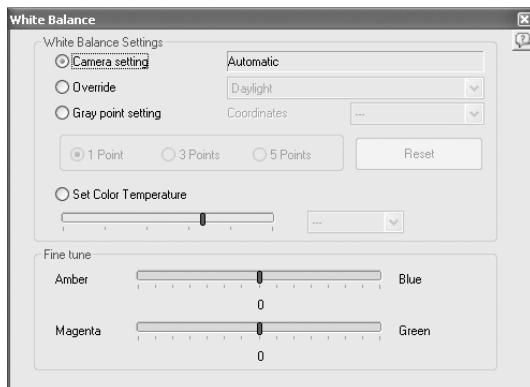 White Balance
White Balance Settings
Camera setting Automatic
Override Daylight
Gray point setting Coordinates ---
1 Point 3 Points 5 Points Reset
Set Color Temperature
---
Fine tune
Amber Blue
0
Magenta Green
0